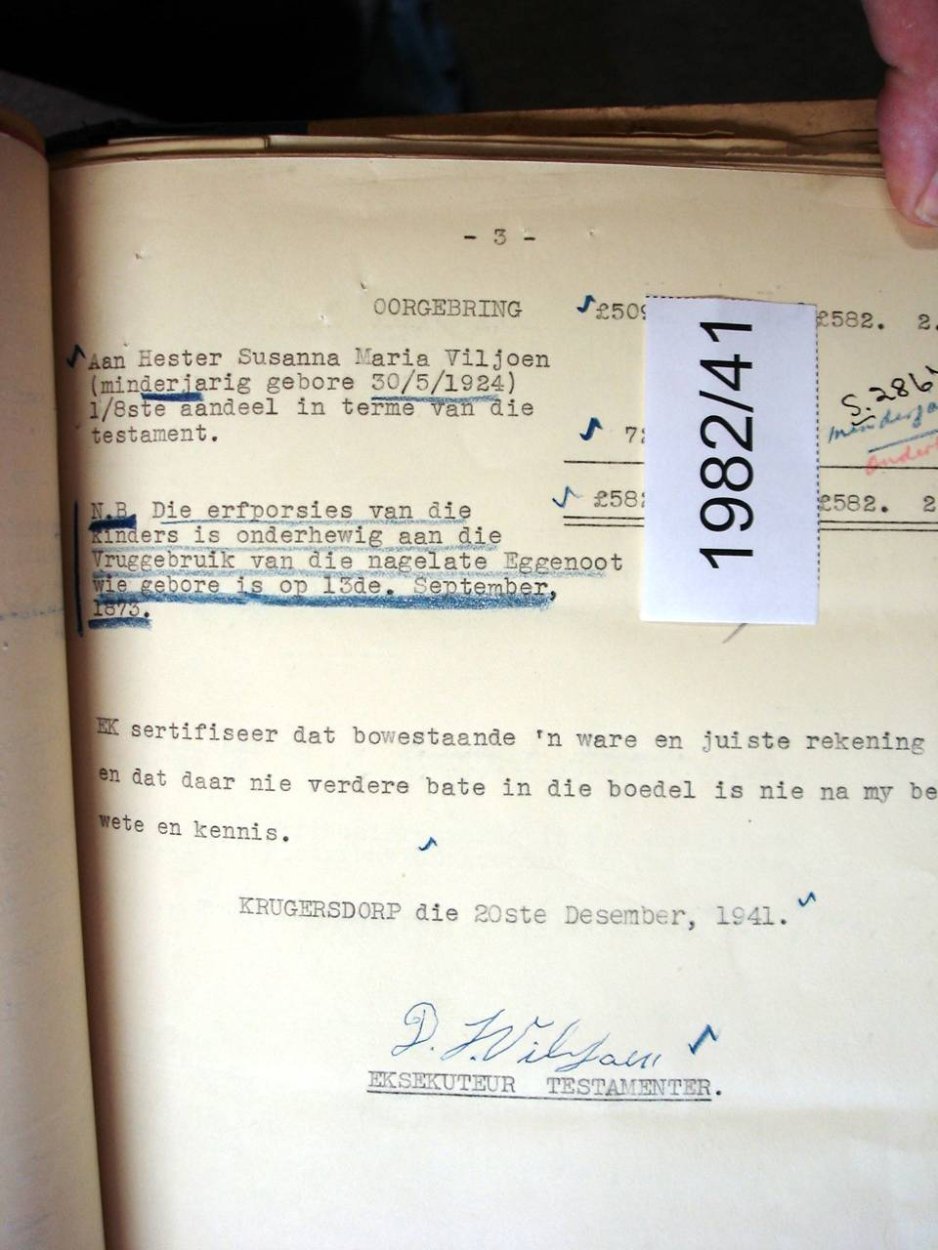 - 3 -
OORGEBRING £509 £582. 2.
Aan Hester Susanna Maria Viljoen
(minderjarig gebore 30/5/1924)
1/8ste aandeel in terme van die
testament.
S.286
1982/41
N.B. Die erfporsies van die
kinders is onderhewig aan die
Vruggebruik van die nagelate Eggenoot
wie gebore is op 13de. September,
1873.
£582 £582. 2
EK sertifiseer dat bowestaande 'n ware en juiste rekening
en dat daar nie verdere bate in die boedel is nie na my be
wete en kennis.
KRUGERSDORP die 20ste Desember, 1941.
D. J. Viljoen
EKSEKUTEUR TESTAMENTER.